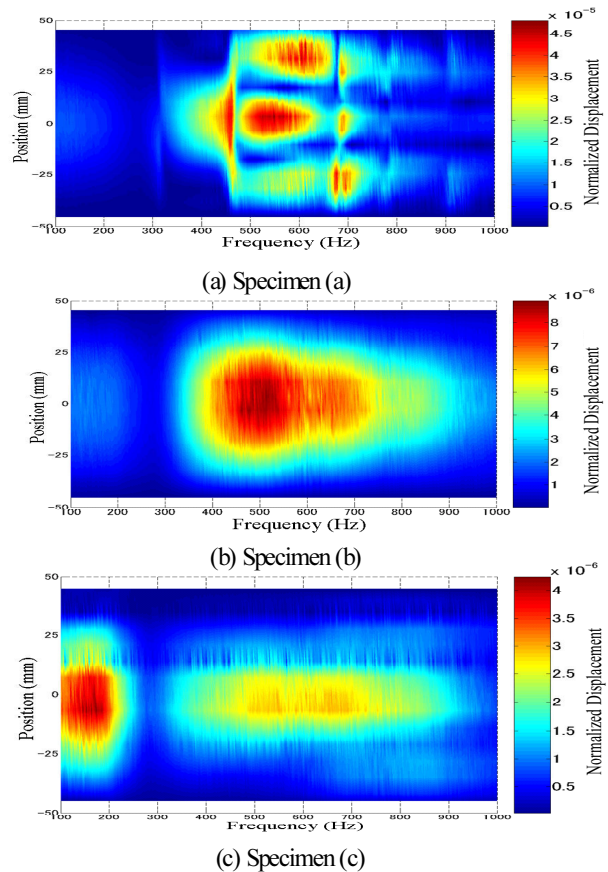 x 10⁻⁵
50
25
0
−25
−50
100 200 300 400 500 600 700 800 900 1000
Position (mm)
Frequency (Hz)
4.5
4
3.5
3
2.5
2
1.5
1
0.5
Normalized Displacement
(a) Specimen (a)
x 10⁻⁶
50
25
0
−25
−50
100 200 300 400 500 600 700 800 900 1000
Position (mm)
Frequency (Hz)
8
7
6
5
4
3
2
1
Normalized Displacement
(b) Specimen (b)
x 10⁻⁶
50
25
0
−25
−50
100 200 300 400 500 600 700 800 900 1000
Position (mm)
Frequency (Hz)
4
3.5
3
2.5
2
1.5
1
0.5
Normalized Displacement
(c) Specimen (c)